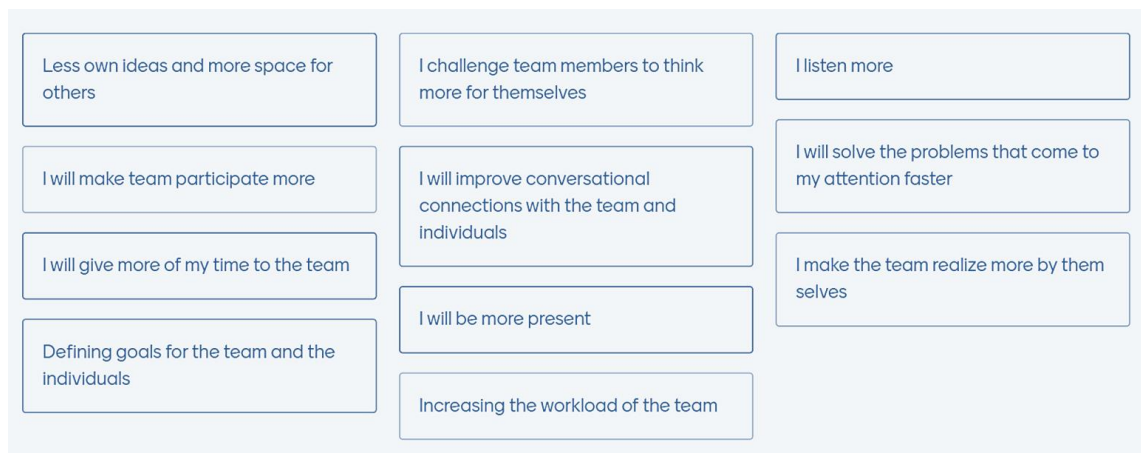 Less own ideas and more space for
others
I will make team participate more
I will give more of my time to the team
Defining goals for the team and the
individuals
I challenge team members to think
more for themselves
I will improve conversational
connections with the team and
individuals
I will be more present
Increasing the workload of the team
I listen more
I will solve the problems that come to
my attention faster
I make the team realize more by them
selves